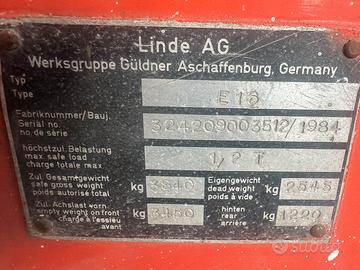 Linde AG
Werksgruppe Güldner Aschaffenburg, Germany
Typ
Type
E15
Fabriknummer/Bauj.
Serial no.
no. de série
324209003512/1984
höchstzul. Belastung
max. safe load
charge totale max.
1,2 T
Zul. Gesamtgewicht
safe gross weight
poids autorisé total
kg 3840
Eigengewicht
dead weight
poids à vide
kg 2545
Zul. Achslast vorn
empty weight on front
charge à l'essieu
avant
kg 3450
hinten
rear
arrière
kg 1220
subito